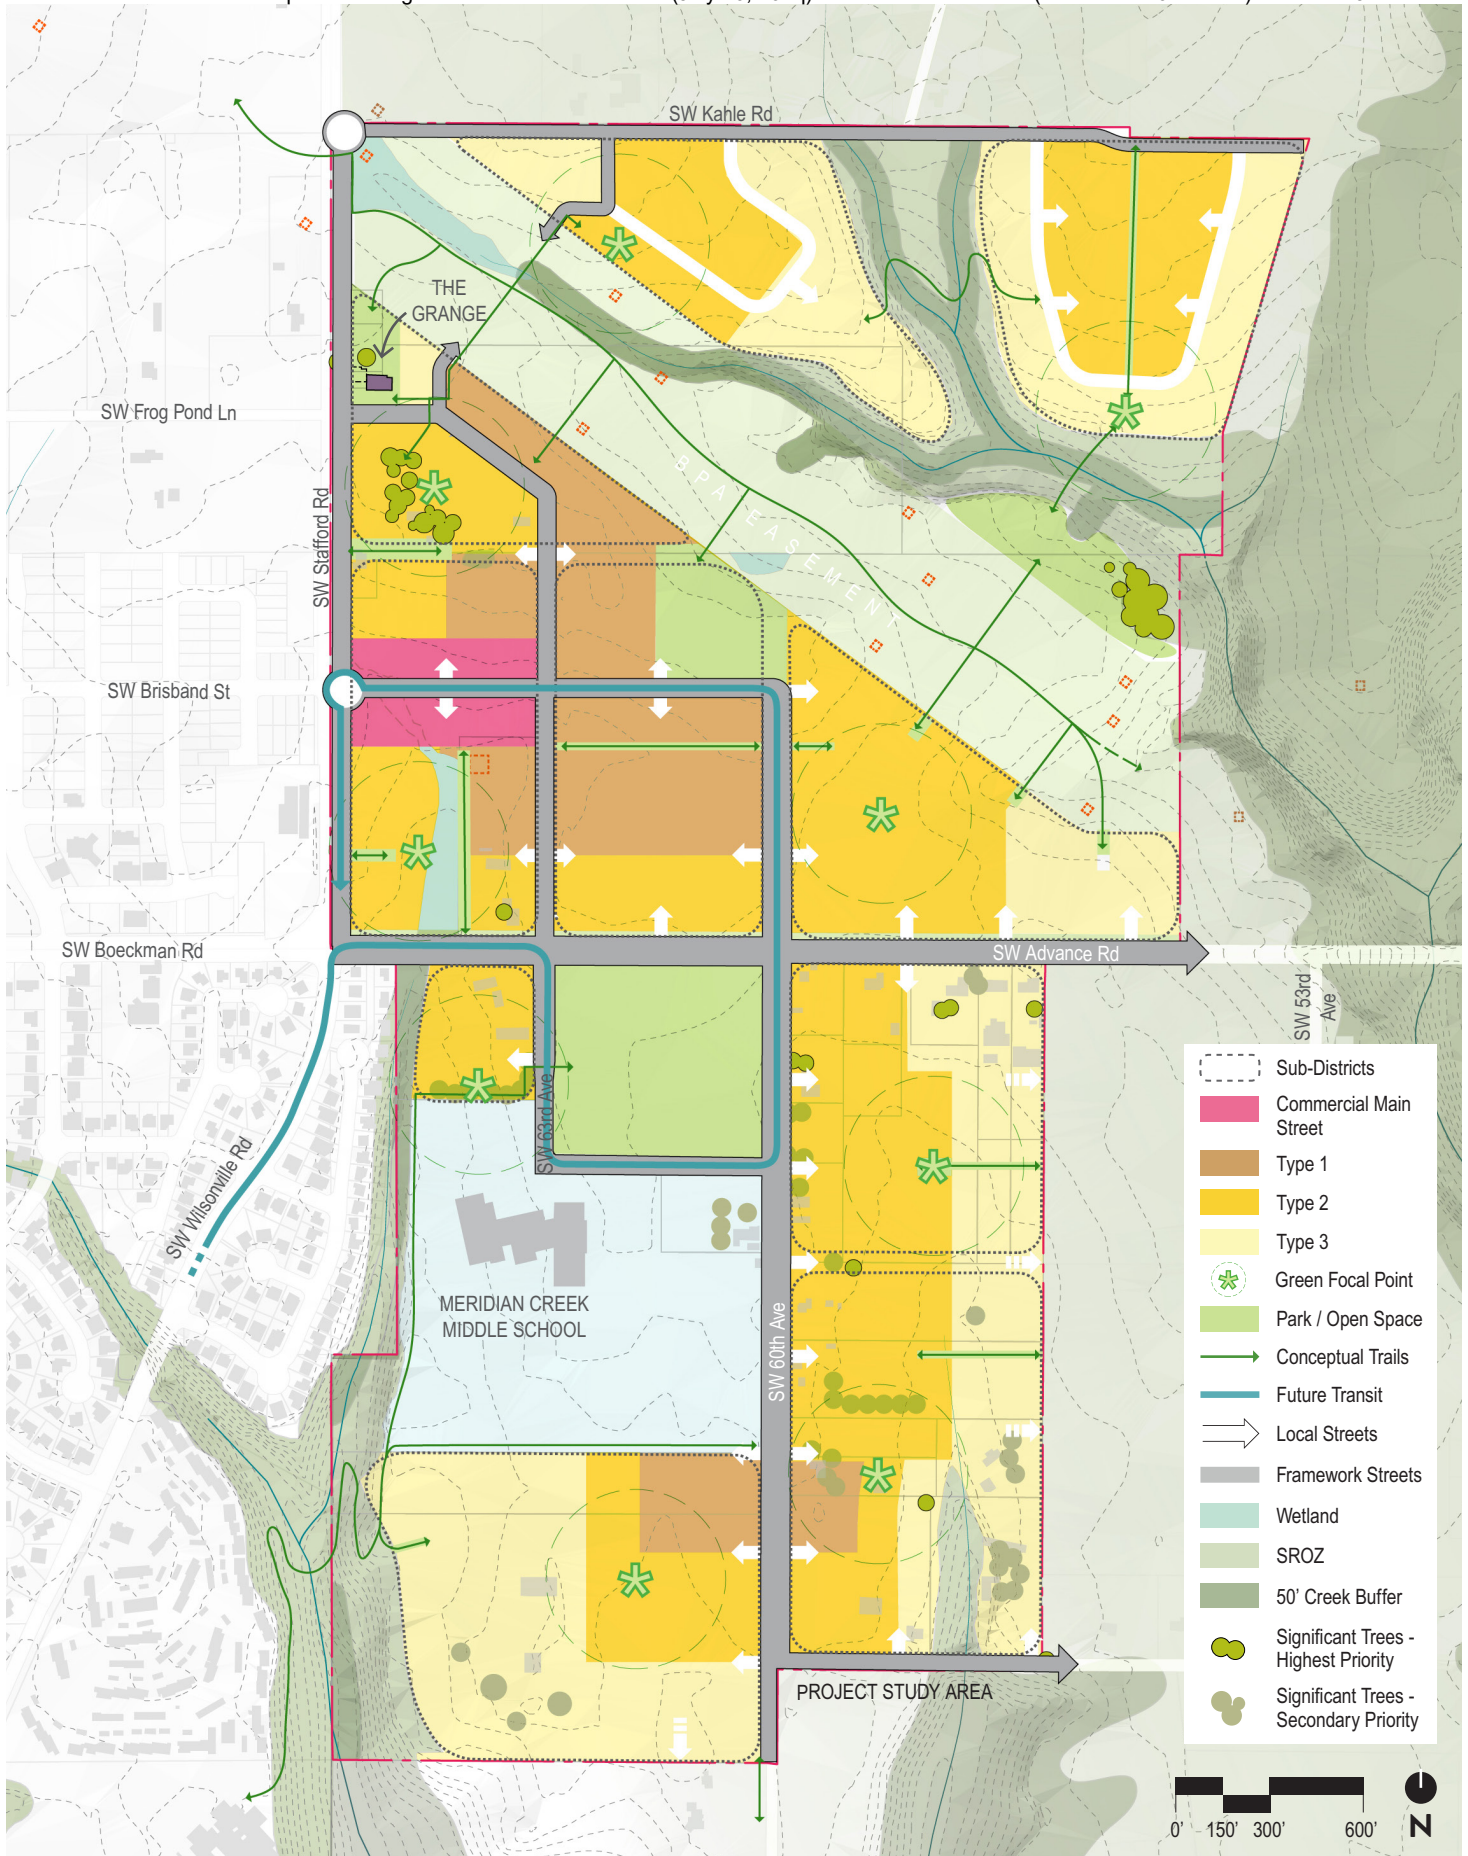 SW Kahle Rd
THE
GRANGE
SW Frog Pond Ln
SW Stafford Rd
BPA EASEMENT
SW Brisband St
SW Boeckman Rd
SW Advance Rd
SW 53rd
Ave
SW 63rd Ave
SW Wilsonville Rd
MERIDIAN CREEK
MIDDLE SCHOOL
SW 60th Ave
PROJECT STUDY AREA
Sub-Districts
Commercial Main
Street
Type 1
Type 2
Type 3
Green Focal Point
Park / Open Space
Conceptual Trails
Future Transit
Local Streets
Framework Streets
Wetland
SROZ
50' Creek Buffer
Significant Trees -
Highest Priority
Significant Trees -
Secondary Priority
0' 150' 300' 600'
N